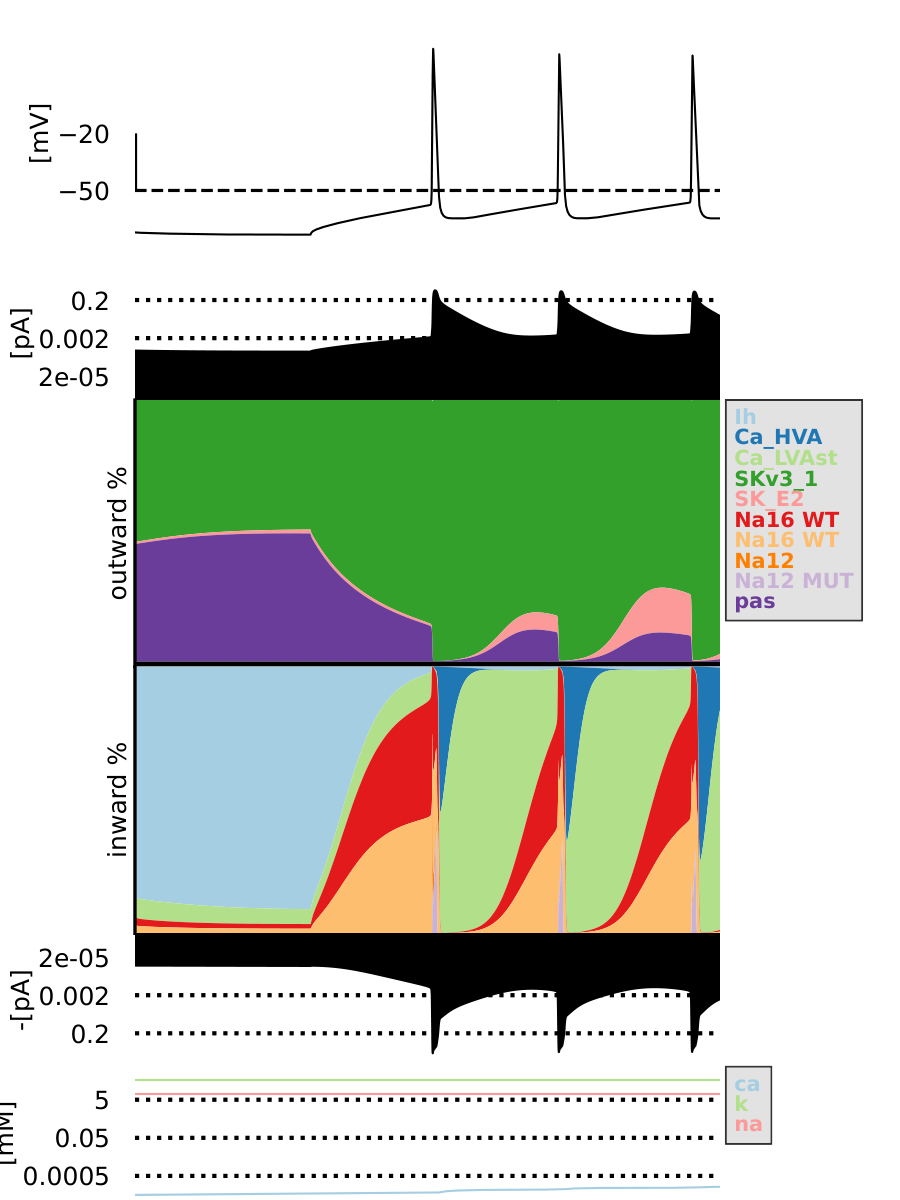 [mV]
−20
−50
[pA]
0.2
0.002
2e-05
outward %
Ih
Ca_HVA
Ca_LVAst
SKv3_1
SK_E2
Na16 WT
Na16 WT
Na12
Na12 MUT
pas
inward %
-[pA]
2e-05
0.002
0.2
[mM]
5
0.05
0.0005
ca
k
na